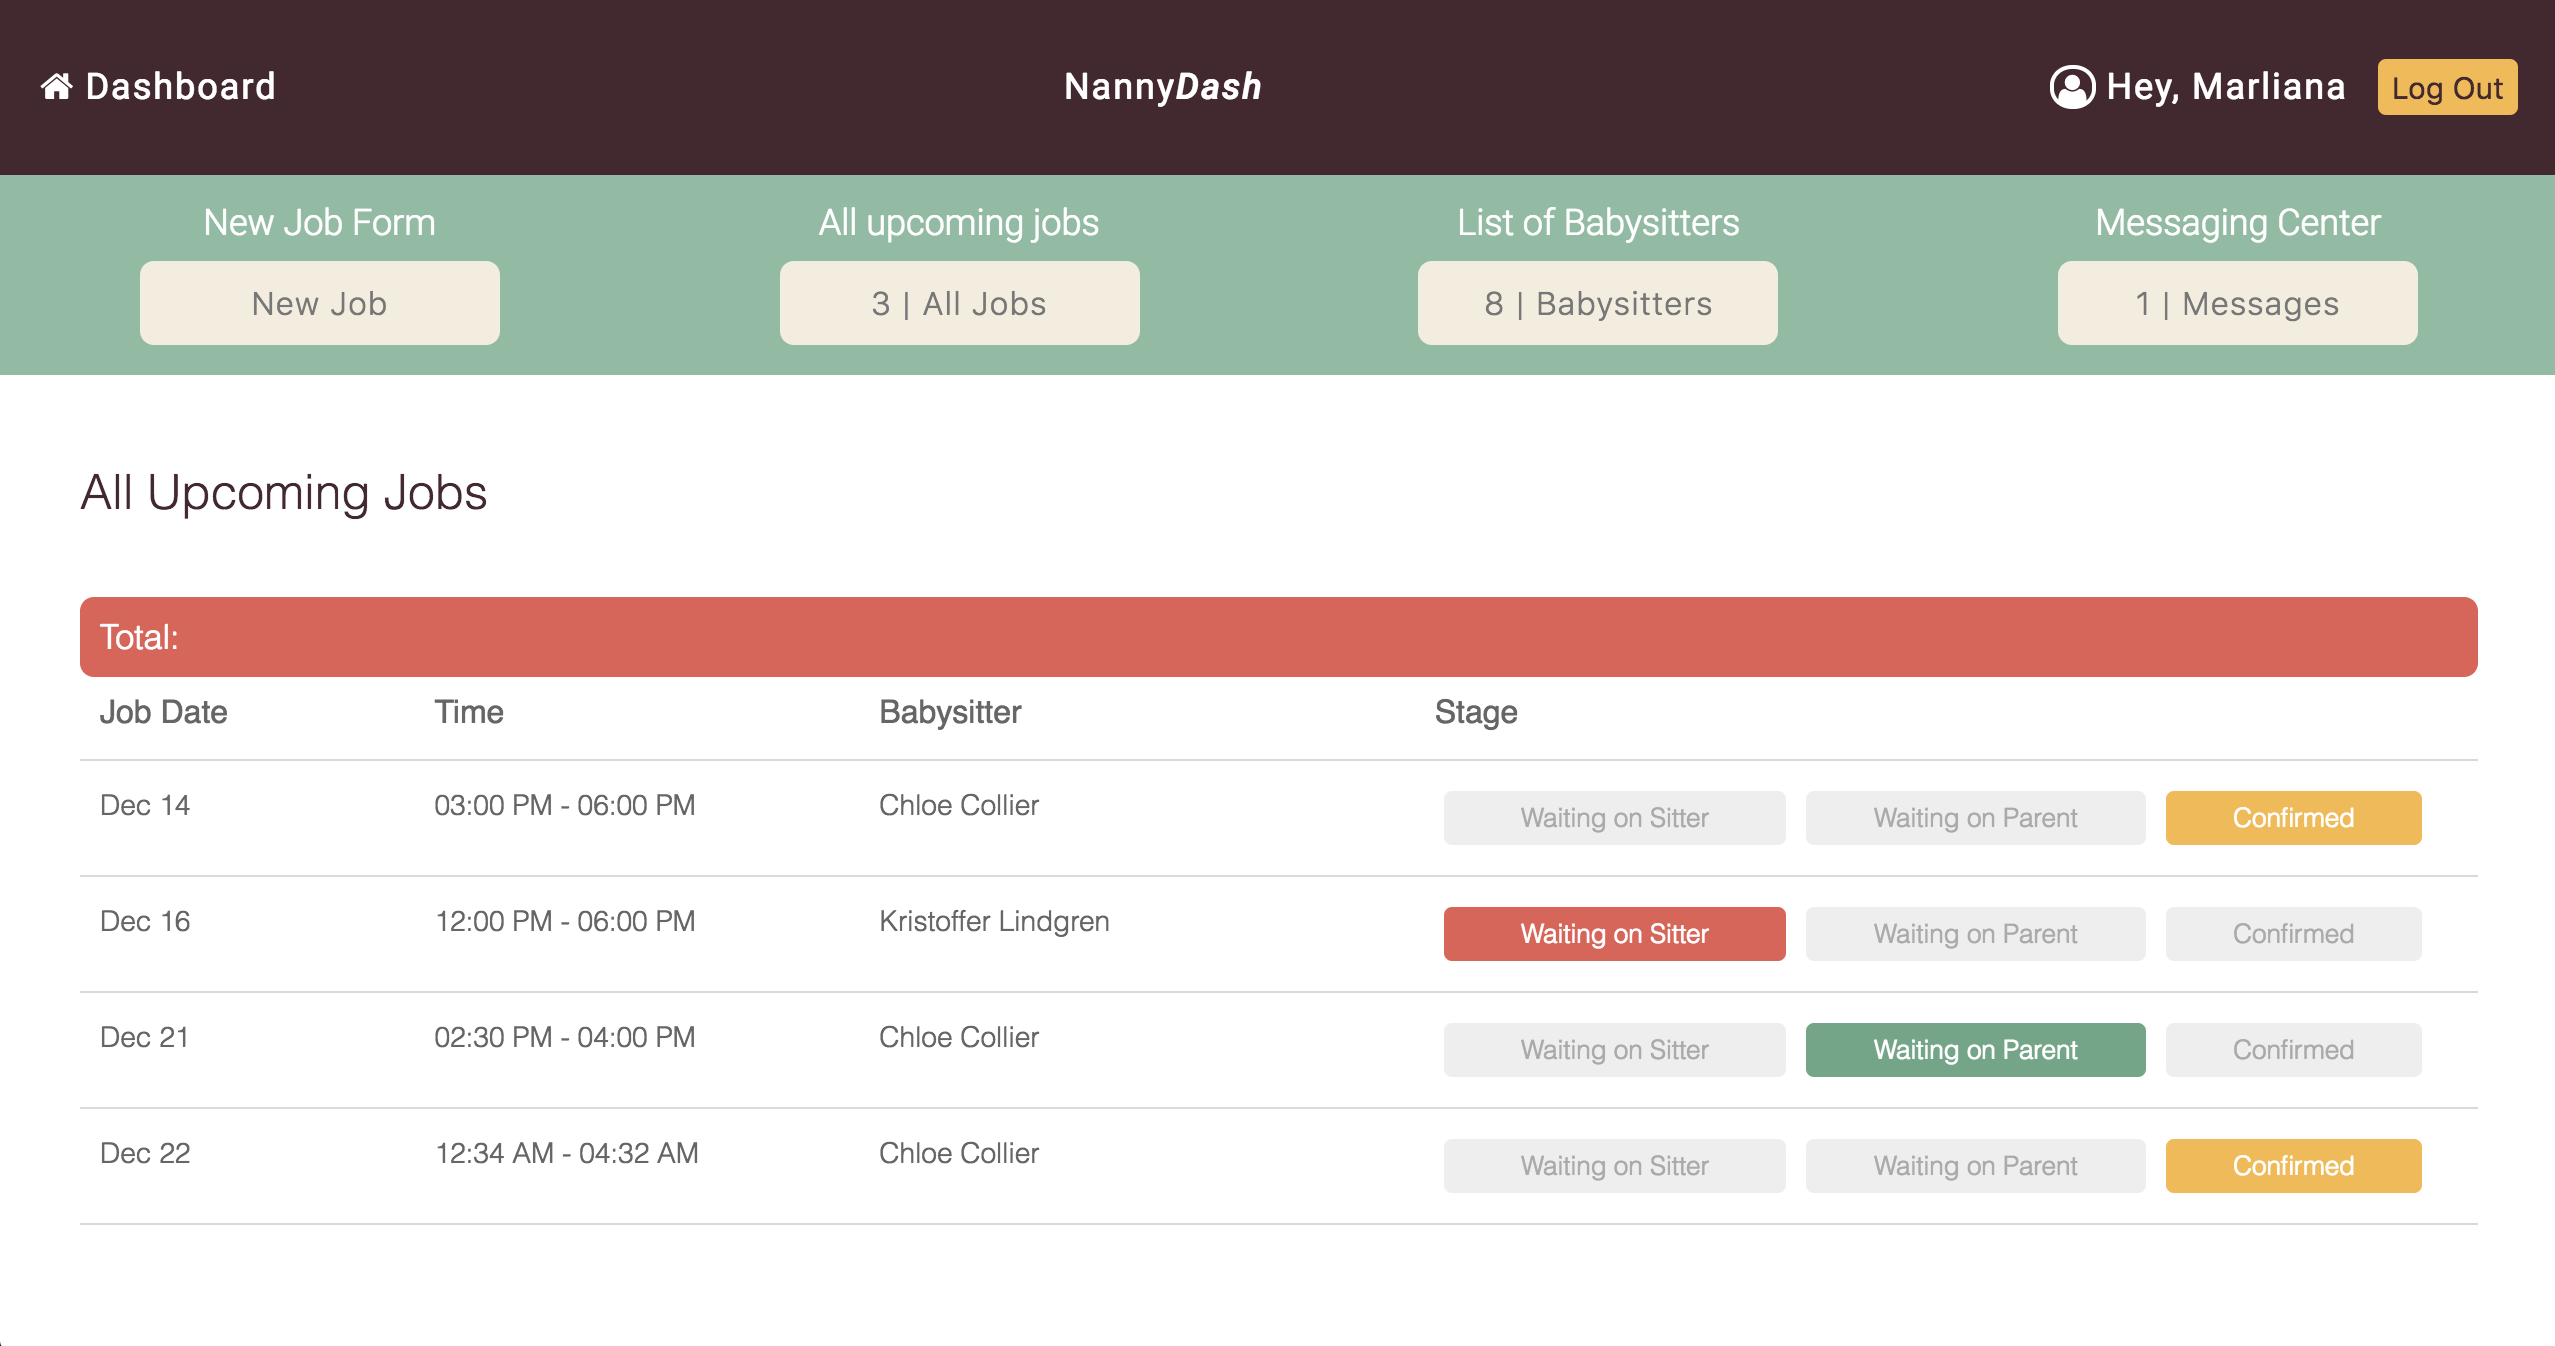 Dashboard
NannyDash
Hey, Marliana
Log Out
New Job Form
All upcoming jobs
List of Babysitters
Messaging Center
New Job
3 | All Jobs
8 | Babysitters
1 | Messages
All Upcoming Jobs
Total:
Job Date Time Babysitter Stage
Dec 14 03:00 PM - 06:00 PM Chloe Collier Waiting on Sitter Waiting on Parent Confirmed
Dec 16 12:00 PM - 06:00 PM Kristoffer Lindgren Waiting on Sitter Waiting on Parent Confirmed
Dec 21 02:30 PM - 04:00 PM Chloe Collier Waiting on Sitter Waiting on Parent Confirmed
Dec 22 12:34 AM - 04:32 AM Chloe Collier Waiting on Sitter Waiting on Parent Confirmed